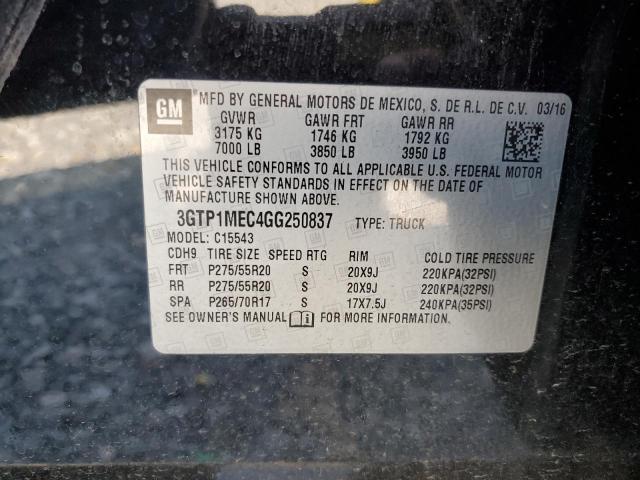 GM
MFD BY GENERAL MOTORS DE MEXICO, S. DE R.L. DE C.V. 03/16
GVWR GAWR FRT GAWR RR
3175 KG 1746 KG 1792 KG
7000 LB 3850 LB 3950 LB
THIS VEHICLE CONFORMS TO ALL APPLICABLE U.S. FEDERAL MOTOR
VEHICLE SAFETY STANDARDS IN EFFECT ON THE DATE OF
MANUFACTURE SHOWN ABOVE.
3GTP1MEC4GG250837 TYPE: TRUCK
MODEL: C15543
CDH9 TIRE SIZE SPEED RTG RIM COLD TIRE PRESSURE
FRT P275/55R20 S 20X9J 220KPA(32PSI)
RR P275/55R20 S 20X9J 220KPA(32PSI)
SPA P265/70R17 S 17X7.5J 240KPA(35PSI)
SEE OWNER'S MANUAL FOR MORE INFORMATION.